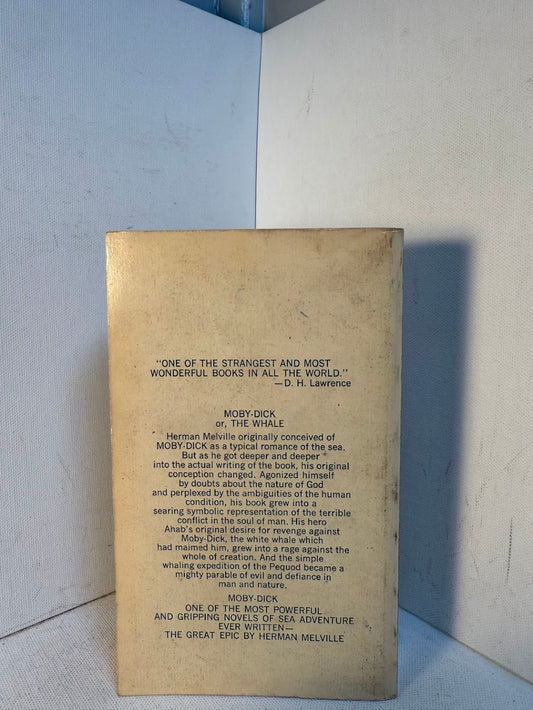 "ONE OF THE STRANGEST AND MOST
WONDERFUL BOOKS IN ALL THE WORLD."
—D. H. Lawrence
MOBY-DICK
or, THE WHALE
Herman Melville originally conceived of
MOBY-DICK as a typical romance of the sea.
But as he got deeper and deeper
into the actual writing of the book, his original
conception changed. Agonized himself
by doubts about the nature of God
and perplexed by the ambiguities of the human
condition, his book grew into a
searing symbolic representation of the terrible
conflict in the soul of man. His hero
Ahab's original desire for revenge against
Moby-Dick, the white whale which
had maimed him, grew into a rage against the
whole of creation. And the simple
whaling expedition of the Pequod became a
mighty parable of evil and defiance in
man and nature.
MOBY-DICK
ONE OF THE MOST POWERFUL
AND GRIPPING NOVELS OF SEA ADVENTURE
EVER WRITTEN—
THE GREAT EPIC BY HERMAN MELVILLE